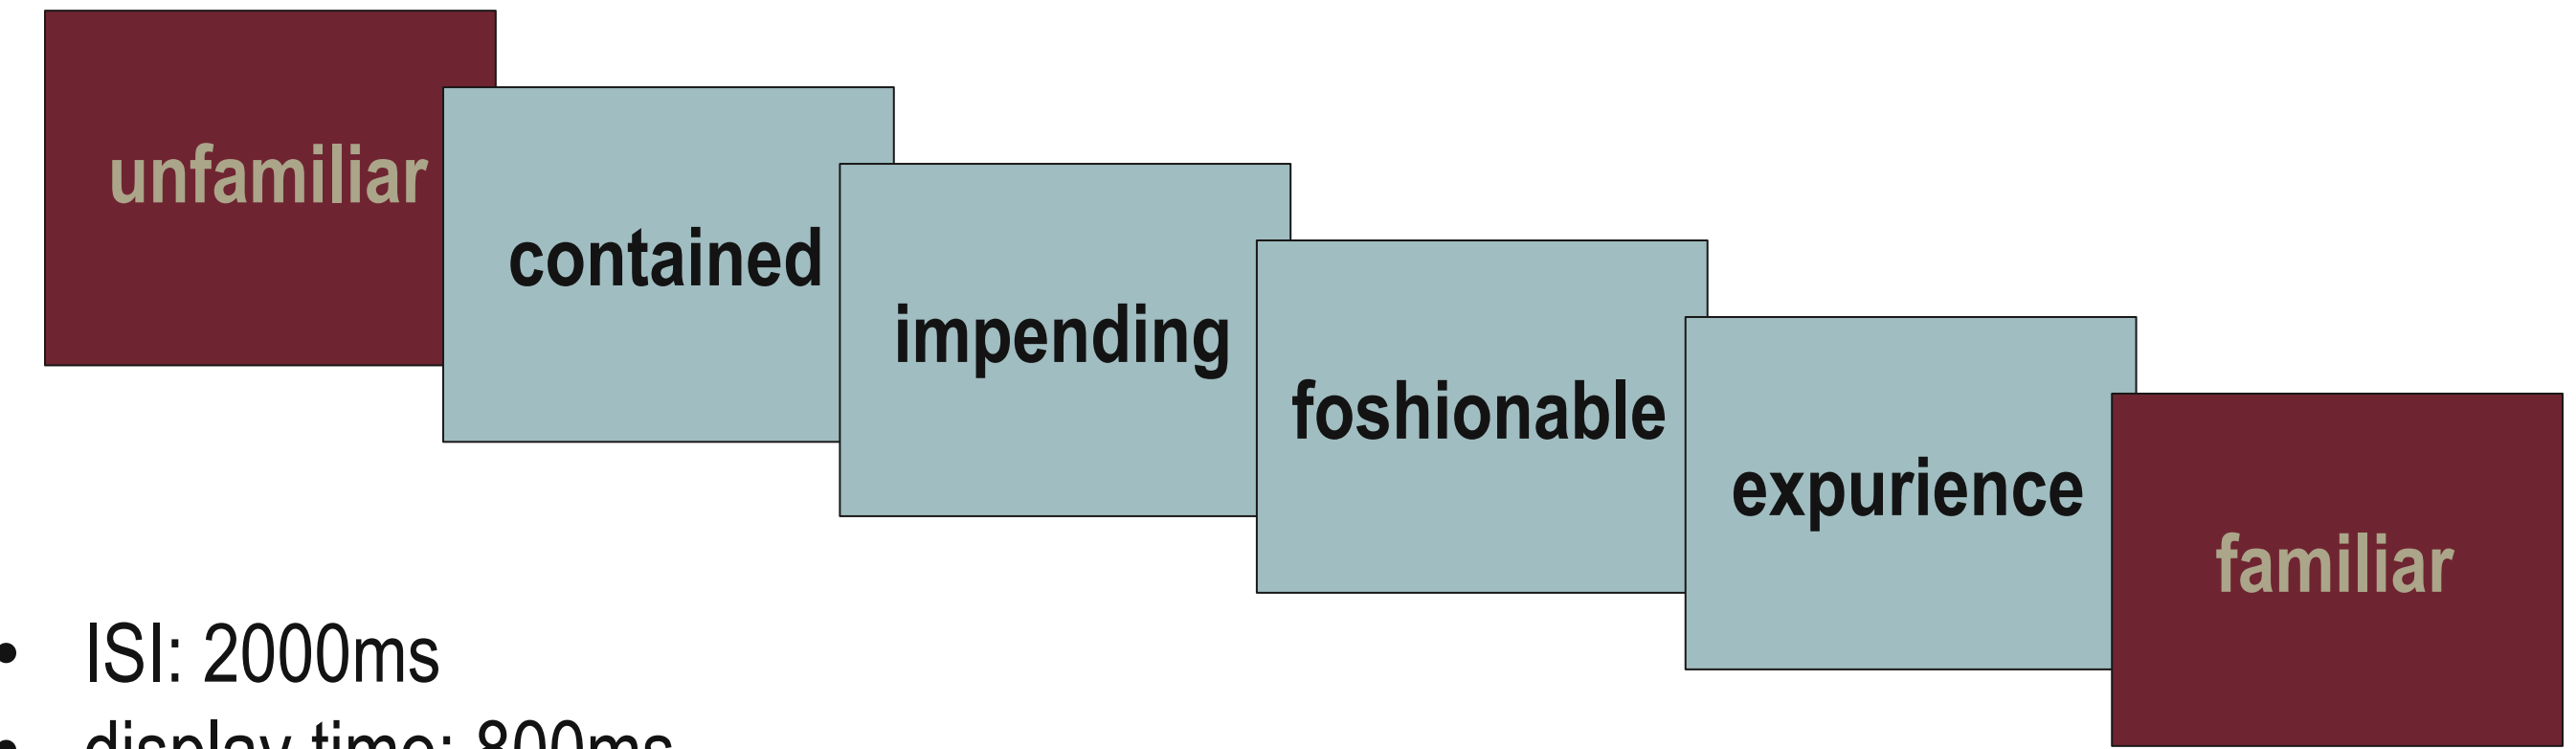 unfamiliar
contained
impending
foshionable
expurience
familiar
• ISI: 2000ms
• display time: 800ms